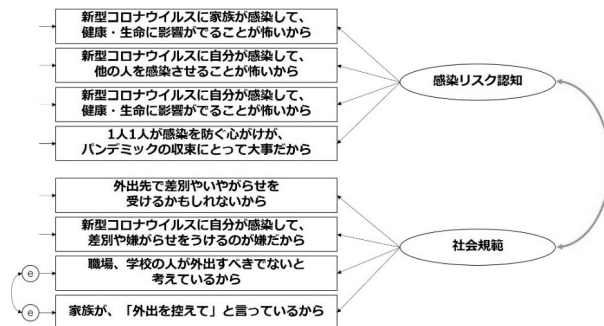 新型コロナウイルスに家族が感染して、
健康・生命に影響がでることが怖いから
新型コロナウイルスに自分が感染して、
他の人を感染させることが怖いから
新型コロナウイルスに自分が感染して、
健康・生命に影響がでることが怖いから
1人1人が感染を防ぐ心がけが、
パンデミックの収束にとって大事だから
感染リスク認知
外出先で差別やいやがらせを
受けるかもしれないから
新型コロナウイルスに自分が感染して、
差別や嫌がらせをうけるのが嫌だから
職場、学校の人が外出すべきでないと
考えているから
家族が、「外出を控えて」と言っているから
社会規範
e
e